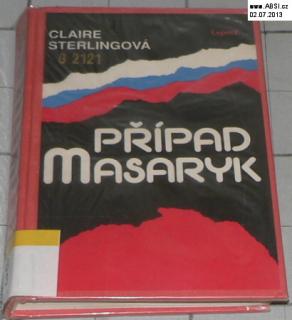 www.ABSi.cz
02.07.2013
CLAIRE
STERLINGOVÁ
G 2121
PŘÍPAD
MASARYK